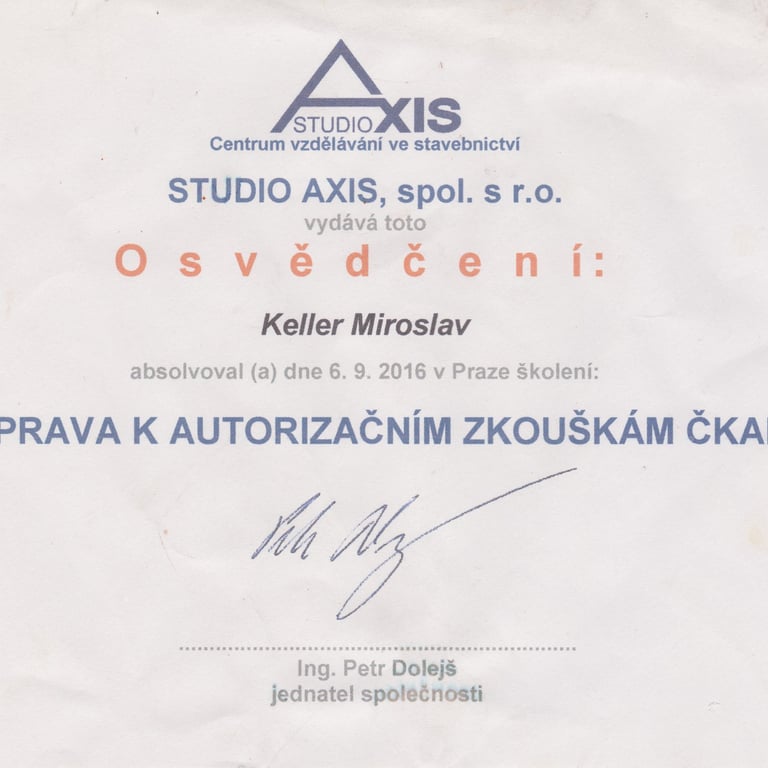 STUDIO AXIS
Centrum vzdělávání ve stavebnictví
STUDIO AXIS, spol. s r.o.
vydává toto
Osvědčení:
Keller Miroslav
absolvoval (a) dne 6. 9. 2016 v Praze školení:
PRAVA K AUTORIZAČNÍM ZKOUŠKÁM ČKA
Ing. Petr Dolejš
jednatel společnosti